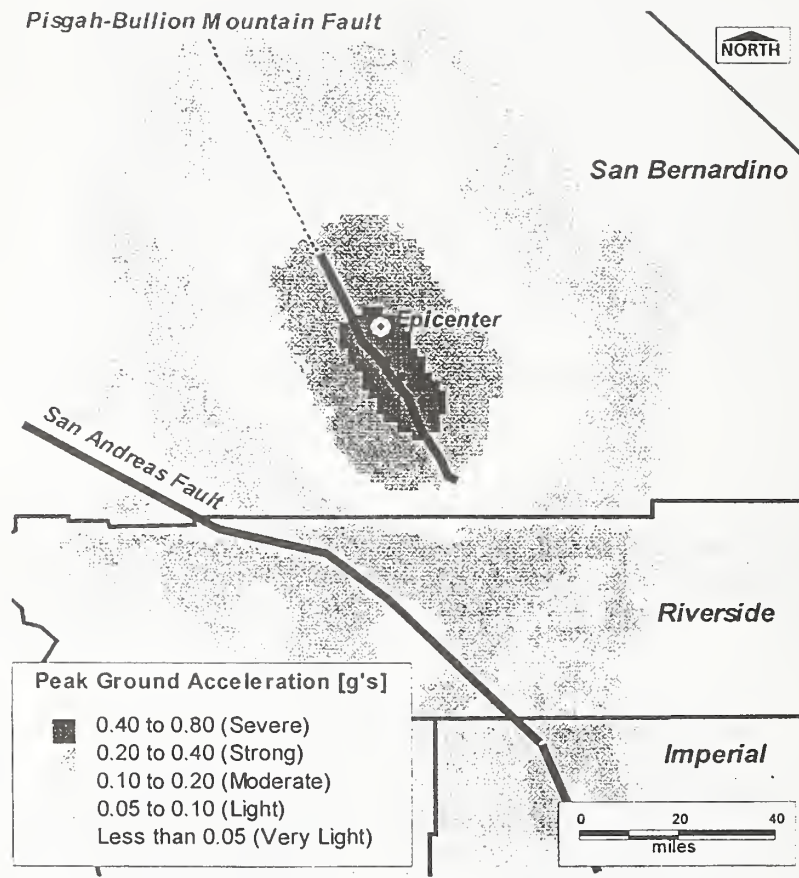 Pisgah-Bullion Mountain Fault
NORTH
San Bernardino
Epicenter
San Andreas Fault
Riverside
Peak Ground Acceleration [g's]
0.40 to 0.80 (Severe)
0.20 to 0.40 (Strong)
0.10 to 0.20 (Moderate)
0.05 to 0.10 (Light)
Less than 0.05 (Very Light)
Imperial
0 20 40
miles